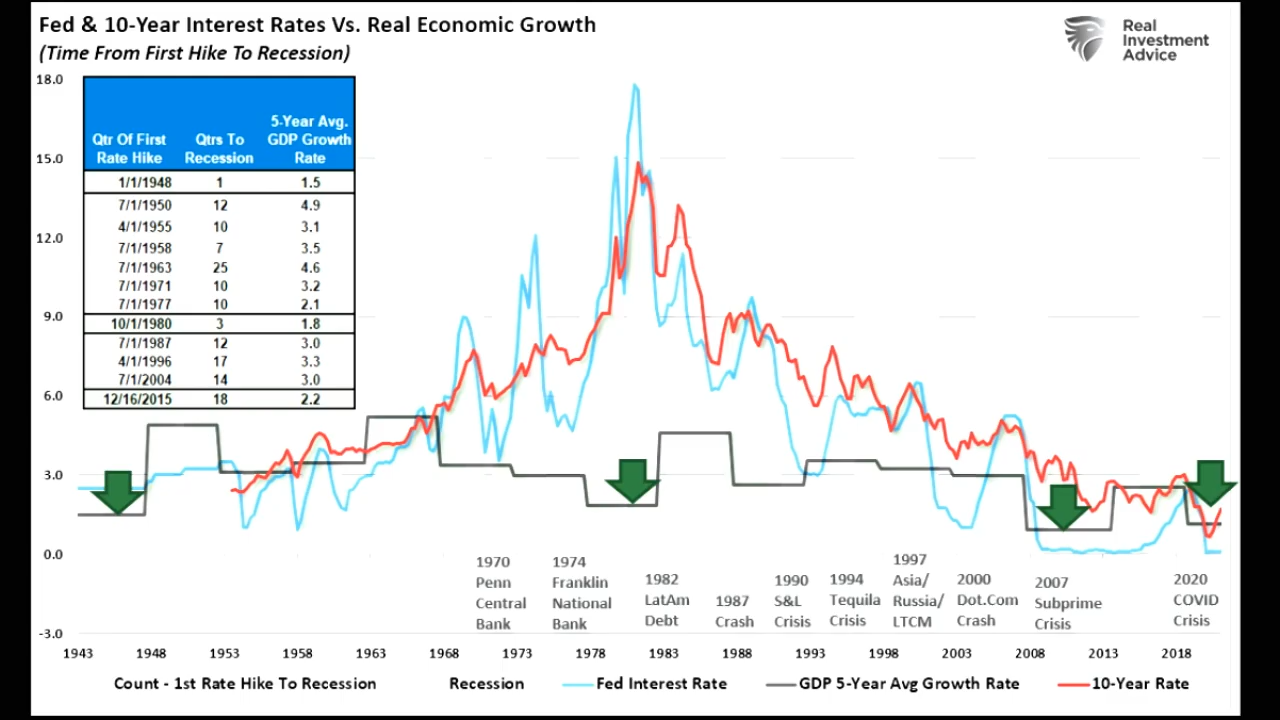 Fed & 10-Year Interest Rates Vs. Real Economic Growth
(Time From First Hike To Recession)
Real
Investment
Advice
18.0
15.0
12.0
9.0
6.0
3.0
0.0
-3.0
5-Year Avg.
Qtr Of First Qtrs To GDP Growth
Rate Hike Recession Rate
1/1/1948 1 1.5
7/1/1950 12 4.9
4/1/1955 10 3.1
7/1/1958 7 3.5
7/1/1963 25 4.6
7/1/1971 10 3.2
7/1/1977 10 2.1
10/1/1980 3 1.8
7/1/1987 12 3.0
4/1/1996 17 3.3
7/1/2004 14 3.0
12/16/2015 18 2.2
1970
Penn
Central
Bank
1974
Franklin
National
Bank
1982
LatAm
Debt
1987
Crash
1990
S&L
Crisis
1994
Tequila
Crisis
1997
Asia/
Russia/
LTCM
2000
Dot.Com
Crash
2007
Subprime
Crisis
2020
COVID
Crisis
1943 1948 1953 1958 1963 1968 1973 1978 1983 1988 1993 1998 2003 2008 2013 2018
Count - 1st Rate Hike To Recession Recession Fed Interest Rate GDP 5-Year Avg Growth Rate 10-Year Rate